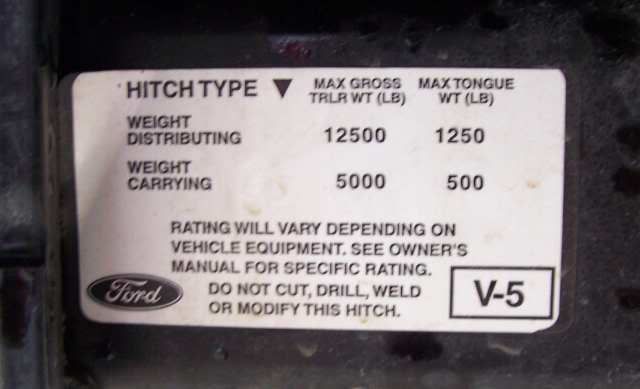 HITCH TYPE ▼ MAX GROSS TRLR WT (LB) MAX TONGUE WT (LB)
WEIGHT DISTRIBUTING 12500 1250
WEIGHT CARRYING 5000 500
RATING WILL VARY DEPENDING ON
VEHICLE EQUIPMENT. SEE OWNER'S
MANUAL FOR SPECIFIC RATING.
DO NOT CUT, DRILL, WELD
OR MODIFY THIS HITCH.
Ford
V-5